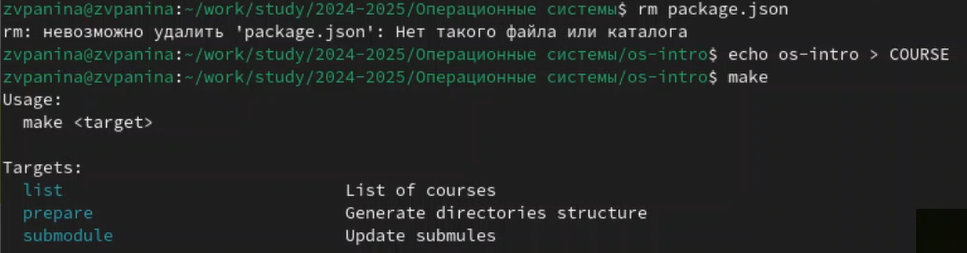 zvpanina@zvpanina:~/work/study/2024-2025/Операционные системы$ rm package.json
rm: невозможно удалить 'package.json': Нет такого файла или каталога
zvpanina@zvpanina:~/work/study/2024-2025/Операционные системы/os-intro$ echo os-intro > COURSE
zvpanina@zvpanina:~/work/study/2024-2025/Операционные системы/os-intro$ make
Usage:
  make <target>

Targets:
  list                         List of courses
  prepare                      Generate directories structure
  submodule                    Update submules